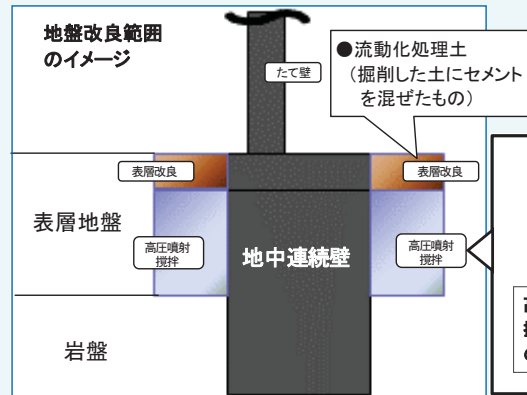 地盤改良範囲
のイメージ
たて壁
●流動化処理土
（掘削した土にセメント
を混ぜたもの）
表層改良
表層改良
表層地盤
高圧噴射
撹拌
地中連続壁
高圧噴射
撹拌
岩盤